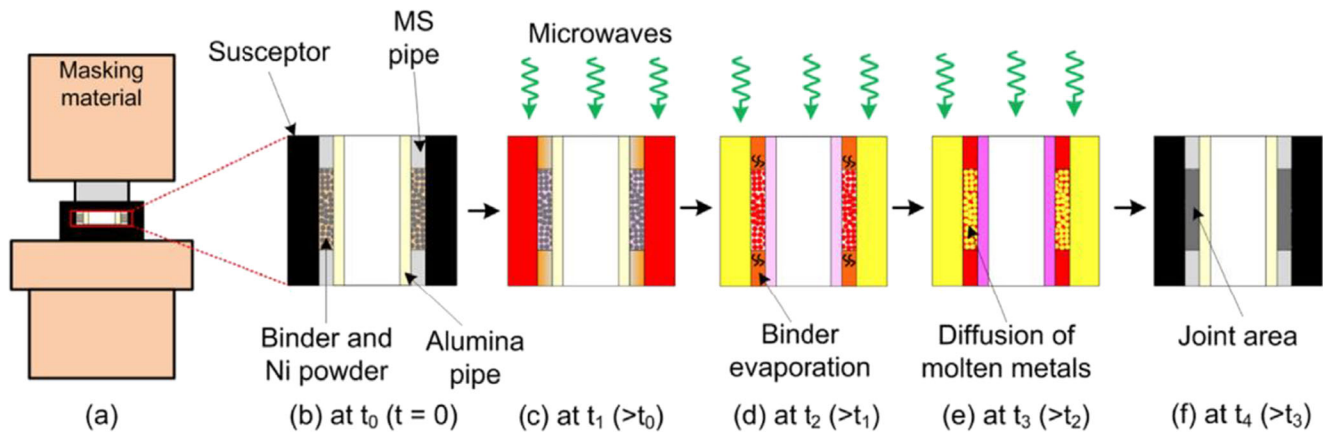 Masking
material
Susceptor
MS
pipe
Microwaves
Binder and
Ni powder
Alumina
pipe
Binder
evaporation
Diffusion of
molten metals
Joint area
(a)
(b) at t₀ (t = 0)
(c) at t₁ (>t₀)
(d) at t₂ (>t₁)
(e) at t₃ (>t₂)
(f) at t₄ (>t₃)